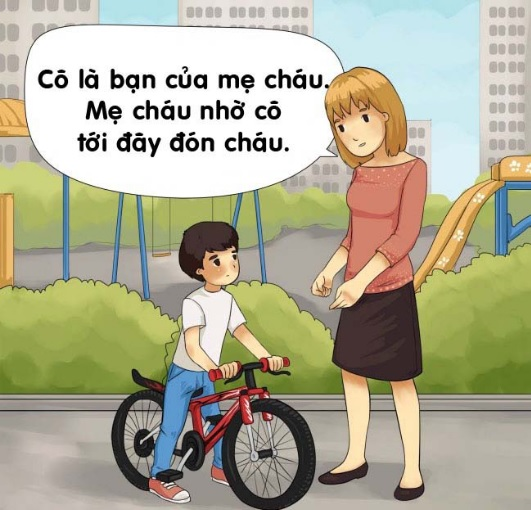 Cô là bạn của mẹ cháu.
Mẹ cháu nhờ cô
tới đây đón cháu.